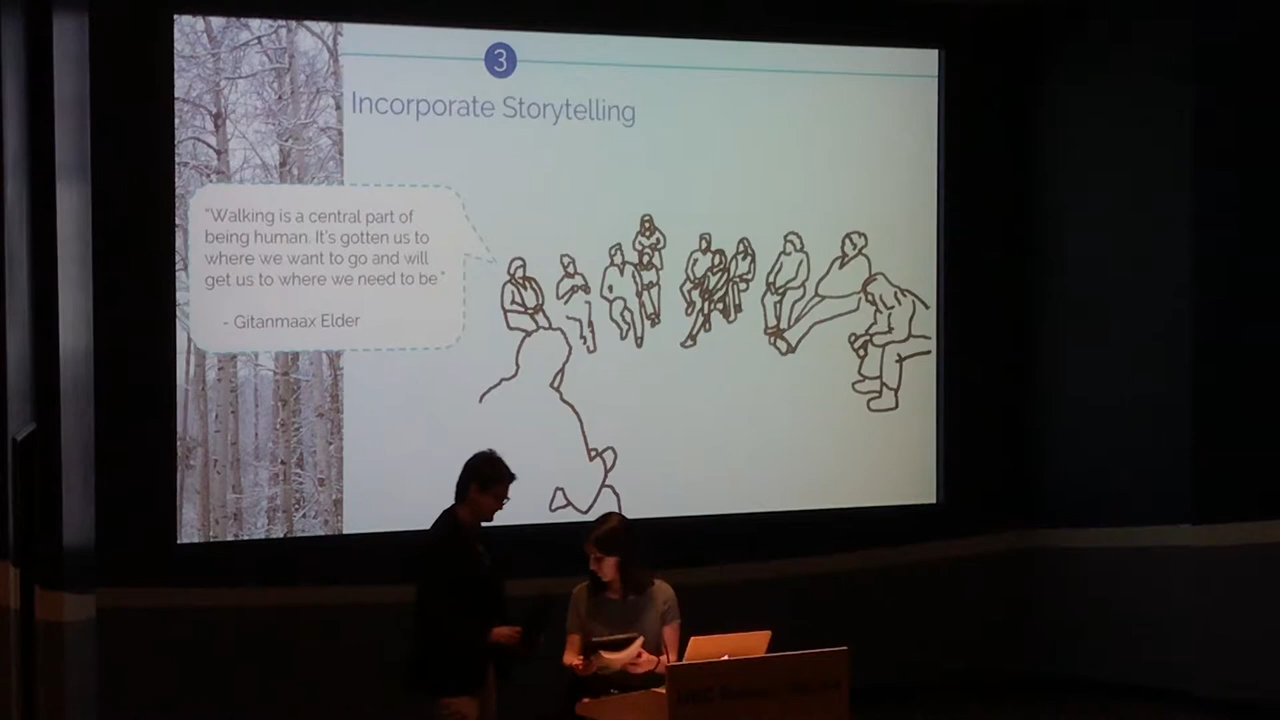 3
Incorporate Storytelling
"Walking is a central part of
being human. It's gotten us to
where we want to go and will
get us to where we need to be"
- Gitanmaax Elder